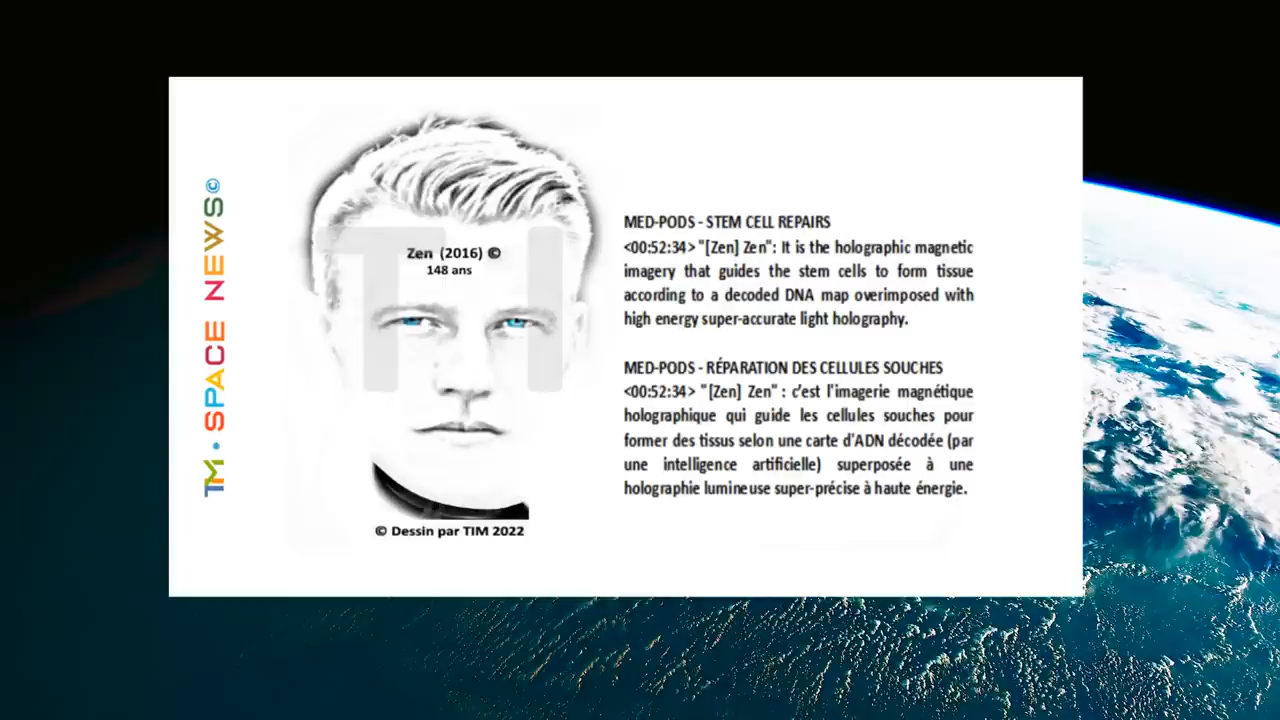 TM • SPACE NEWS©
Zen (2016) ©
148 ans
© Dessin par TIM 2022
MED-PODS - STEM CELL REPAIRS
<00:52:34> "[Zen] Zen": It is the holographic magnetic
imagery that guides the stem cells to form tissue
according to a decoded DNA map overimposed with
high energy super-accurate light holography.
MED-PODS - RÉPARATION DES CELLULES SOUCHES
<00:52:34> "[Zen] Zen" : c'est l'imagerie magnétique
holographique qui guide les cellules souches pour
former des tissus selon une carte d'ADN décodée (par
une intelligence artificielle) superposée à une
holographie lumineuse super-précise à haute énergie.